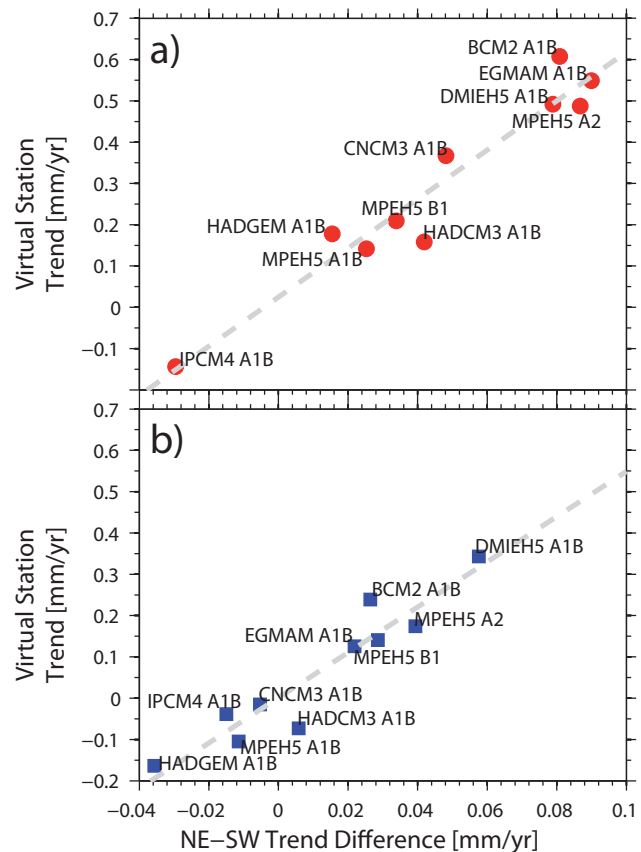 a)
0.7
0.6
0.5
0.4
0.3
0.2
0.1
0
−0.1
Virtual Station
Trend [mm/yr]
BCM2 A1B
EGMAM A1B
DMIEH5 A1B
MPEH5 A2
CNCM3 A1B
MPEH5 B1
HADGEM A1B
HADCM3 A1B
MPEH5 A1B
IPCM4 A1B
b)
0.7
0.6
0.5
0.4
0.3
0.2
0.1
0
−0.1
−0.2
Virtual Station
Trend [mm/yr]
DMIEH5 A1B
BCM2 A1B
MPEH5 A2
EGMAM A1B
MPEH5 B1
CNCM3 A1B
IPCM4 A1B
HADCM3 A1B
MPEH5 A1B
HADGEM A1B
−0.04 −0.02 0 0.02 0.04 0.06 0.08 0.1
NE−SW Trend Difference [mm/yr]